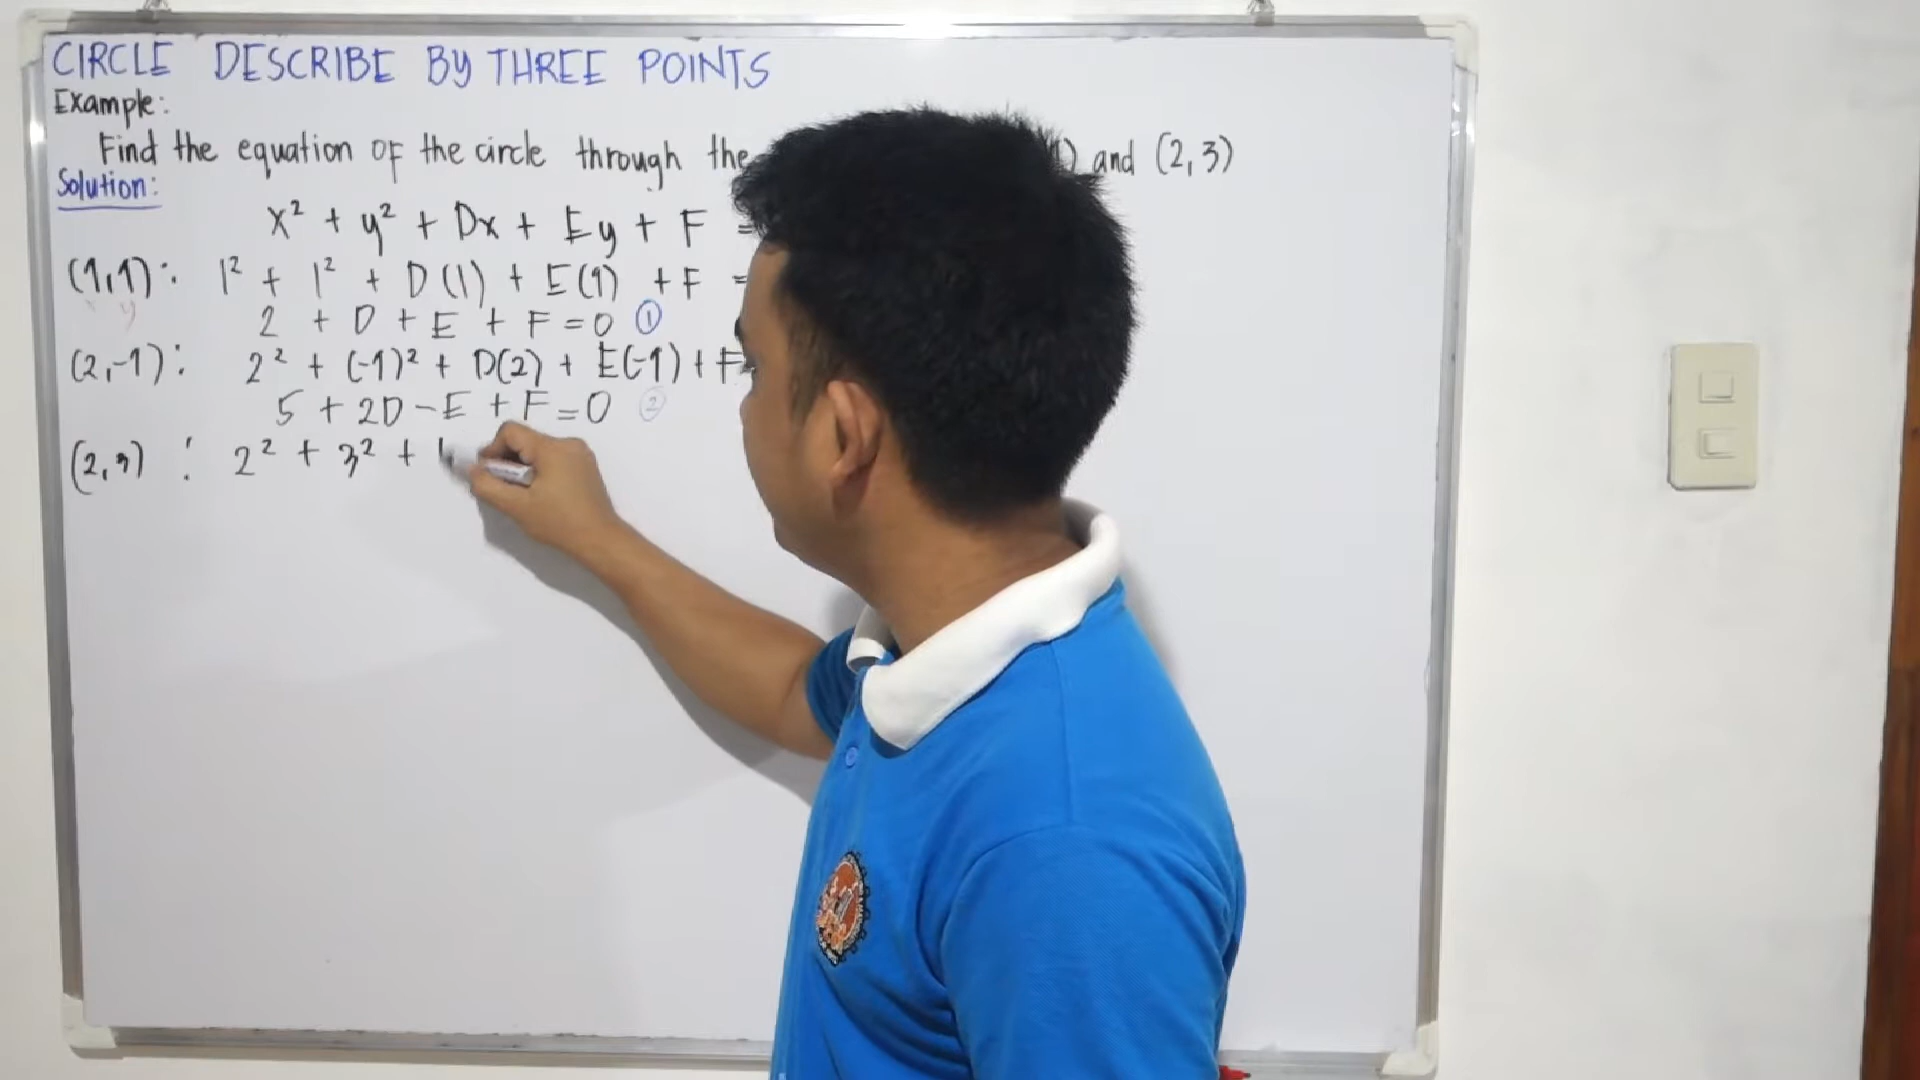 CIRCLE DESCRIBE BY THREE POINTS
Example:
Find the equation of the circle through the ) and (2, 3)
Solution:
x² + y² + Dx + Ey + F =
(1,1): 1² + 1² + D(1) + E(1) + F =
x y
2 + D + E + F = 0 ①
(2,-1): 2² + (-1)² + D(2) + E(-1) + F
5 + 2D - E + F = 0 ②
(2,3) : 2² + 3² +